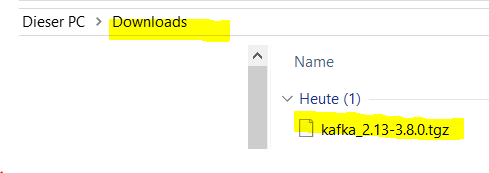 Dieser PC > Downloads
Name
Heute (1)
kafka_2.13-3.8.0.tgz